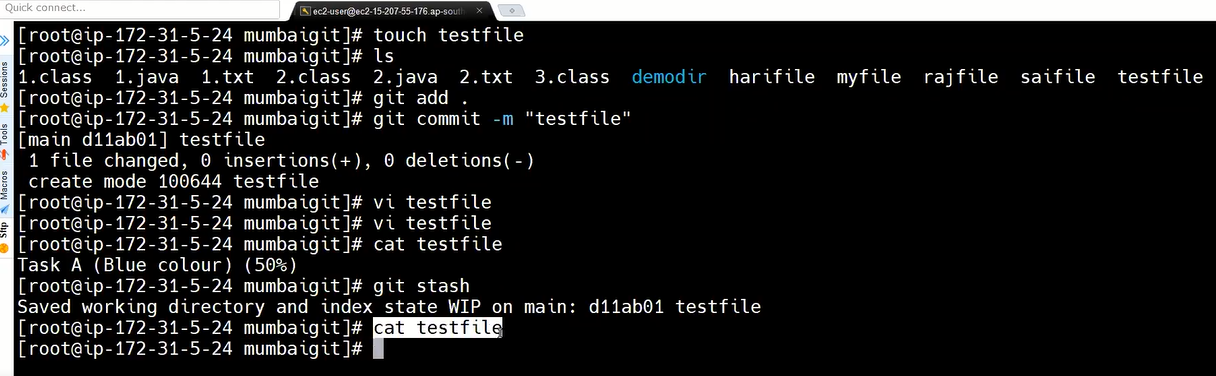 Quick connect...
ec2-user@ec2-15-207-55-176.ap-sout
Sessions
Tools
Macros
Sftp
[root@ip-172-31-5-24 mumbaigit]# touch testfile
[root@ip-172-31-5-24 mumbaigit]# ls
1.class 1.java 1.txt 2.class 2.java 2.txt 3.class demodir harifile myfile rajfile saifile testfile
[root@ip-172-31-5-24 mumbaigit]# git add .
[root@ip-172-31-5-24 mumbaigit]# git commit -m "testfile"
[main d11ab01] testfile
1 file changed, 0 insertions(+), 0 deletions(-)
create mode 100644 testfile
[root@ip-172-31-5-24 mumbaigit]# vi testfile
[root@ip-172-31-5-24 mumbaigit]# vi testfile
[root@ip-172-31-5-24 mumbaigit]# cat testfile
Task A (Blue colour) (50%)
[root@ip-172-31-5-24 mumbaigit]# git stash
Saved working directory and index state WIP on main: d11ab01 testfile
[root@ip-172-31-5-24 mumbaigit]# cat testfile
[root@ip-172-31-5-24 mumbaigit]#